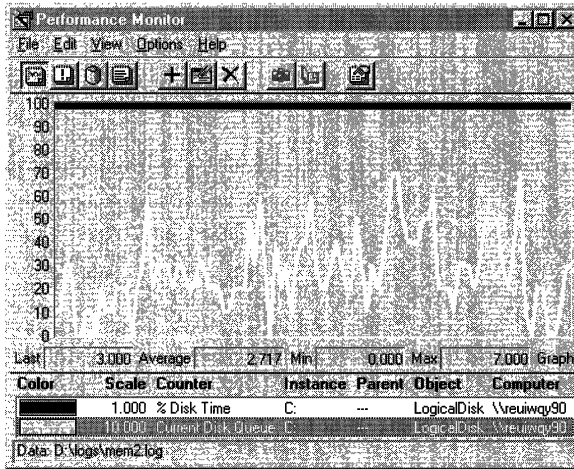 Performance Monitor
File Edit View Options Help
100
90
80
70
60
50
40
30
20
10
0
Last 3.000 Average 2.717 Min 0.000 Max 7.000 Graph
Color Scale Counter Instance Parent Object Computer
1.000 % Disk Time C: --- LogicalDisk \\reuiwqy90
10.000 Current Disk Queue C: --- LogicalDisk \\reuiwqy90
Data: D:\logs\mem2.log